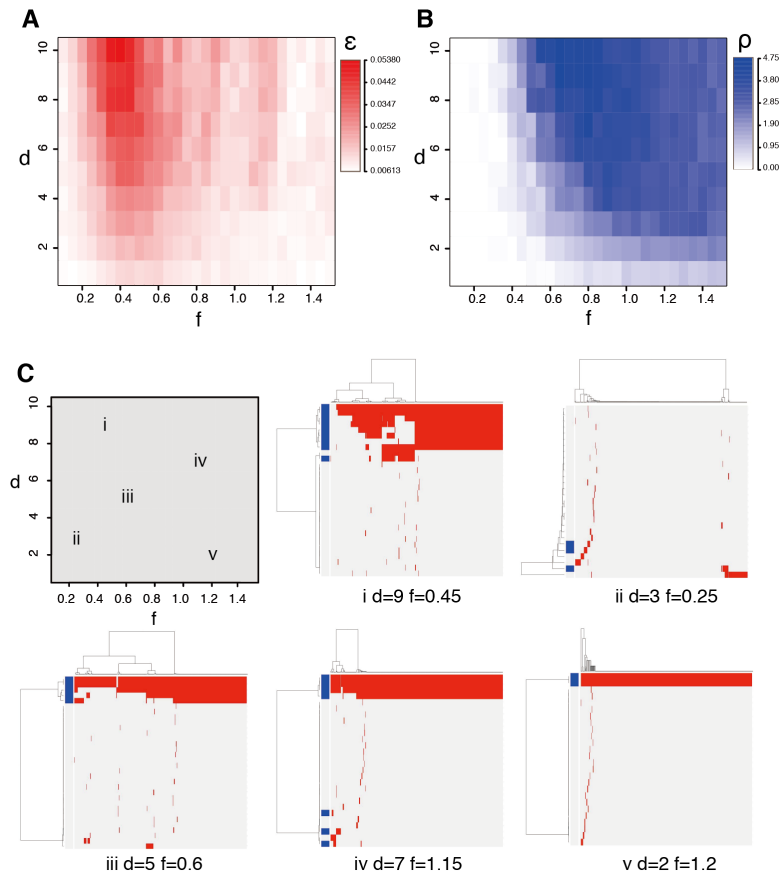 A
B
ε
ρ
10
8
6
4
2
d
0.2 0.4 0.6 0.8 1.0 1.2 1.4
f
0.05380
0.0442
0.0347
0.0252
0.0157
0.00613
10
8
6
4
2
d
0.2 0.4 0.6 0.8 1.0 1.2 1.4
f
4.75
3.80
2.85
1.90
0.95
0.00
C
10
8
6
4
2
d
i
iv
iii
ii
v
0.2 0.4 0.6 0.8 1.0 1.2 1.4
f
i d=9 f=0.45
ii d=3 f=0.25
iii d=5 f=0.6
iv d=7 f=1.15
v d=2 f=1.2